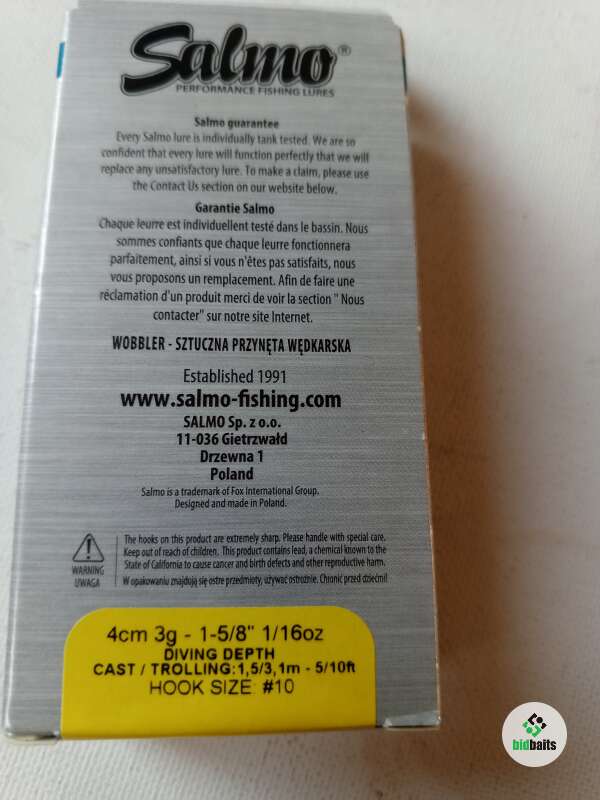 Salmo®
PERFORMANCE FISHING LURES
Salmo guarantee
Every Salmo lure is individually tank tested. We are so
confident that every lure will function perfectly that we will
replace any unsatisfactory lure. To make a claim, please use
the Contact Us section on our website below.
Garantie Salmo
Chaque leurre est individuellent testé dans le bassin. Nous
sommes confiants que chaque leurre fonctionnera
parfaitement, ainsi si vous n'êtes pas satisfaits, nous
vous proposons un remplacement. Afin de faire une
réclamation d'un produit merci de voir la section " Nous
contacter" sur notre site Internet.
WOBBLER - SZTUCZNA PRZYNĘTA WĘDKARSKA
Established 1991
www.salmo-fishing.com
SALMO Sp. z o.o.
11-036 Gietrzwałd
Drzewna 1
Poland
Salmo is a trademark of Fox International Group.
Designed and made in Poland.
WARNING
UWAGA
The hooks on this product are extremely sharp. Please handle with special care.
Keep out of reach of children. This product contains lead, a chemical known to the
State of California to cause cancer and birth defects and other reproductive harm.
W opakowaniu znajdują się ostre przedmioty, używać ostrożnie. Chronić przed dziećmi!
4cm 3g - 1-5/8" 1/16oz
DIVING DEPTH
CAST / TROLLING:1,5/3,1m - 5/10ft
HOOK SIZE: #10
bidbaits